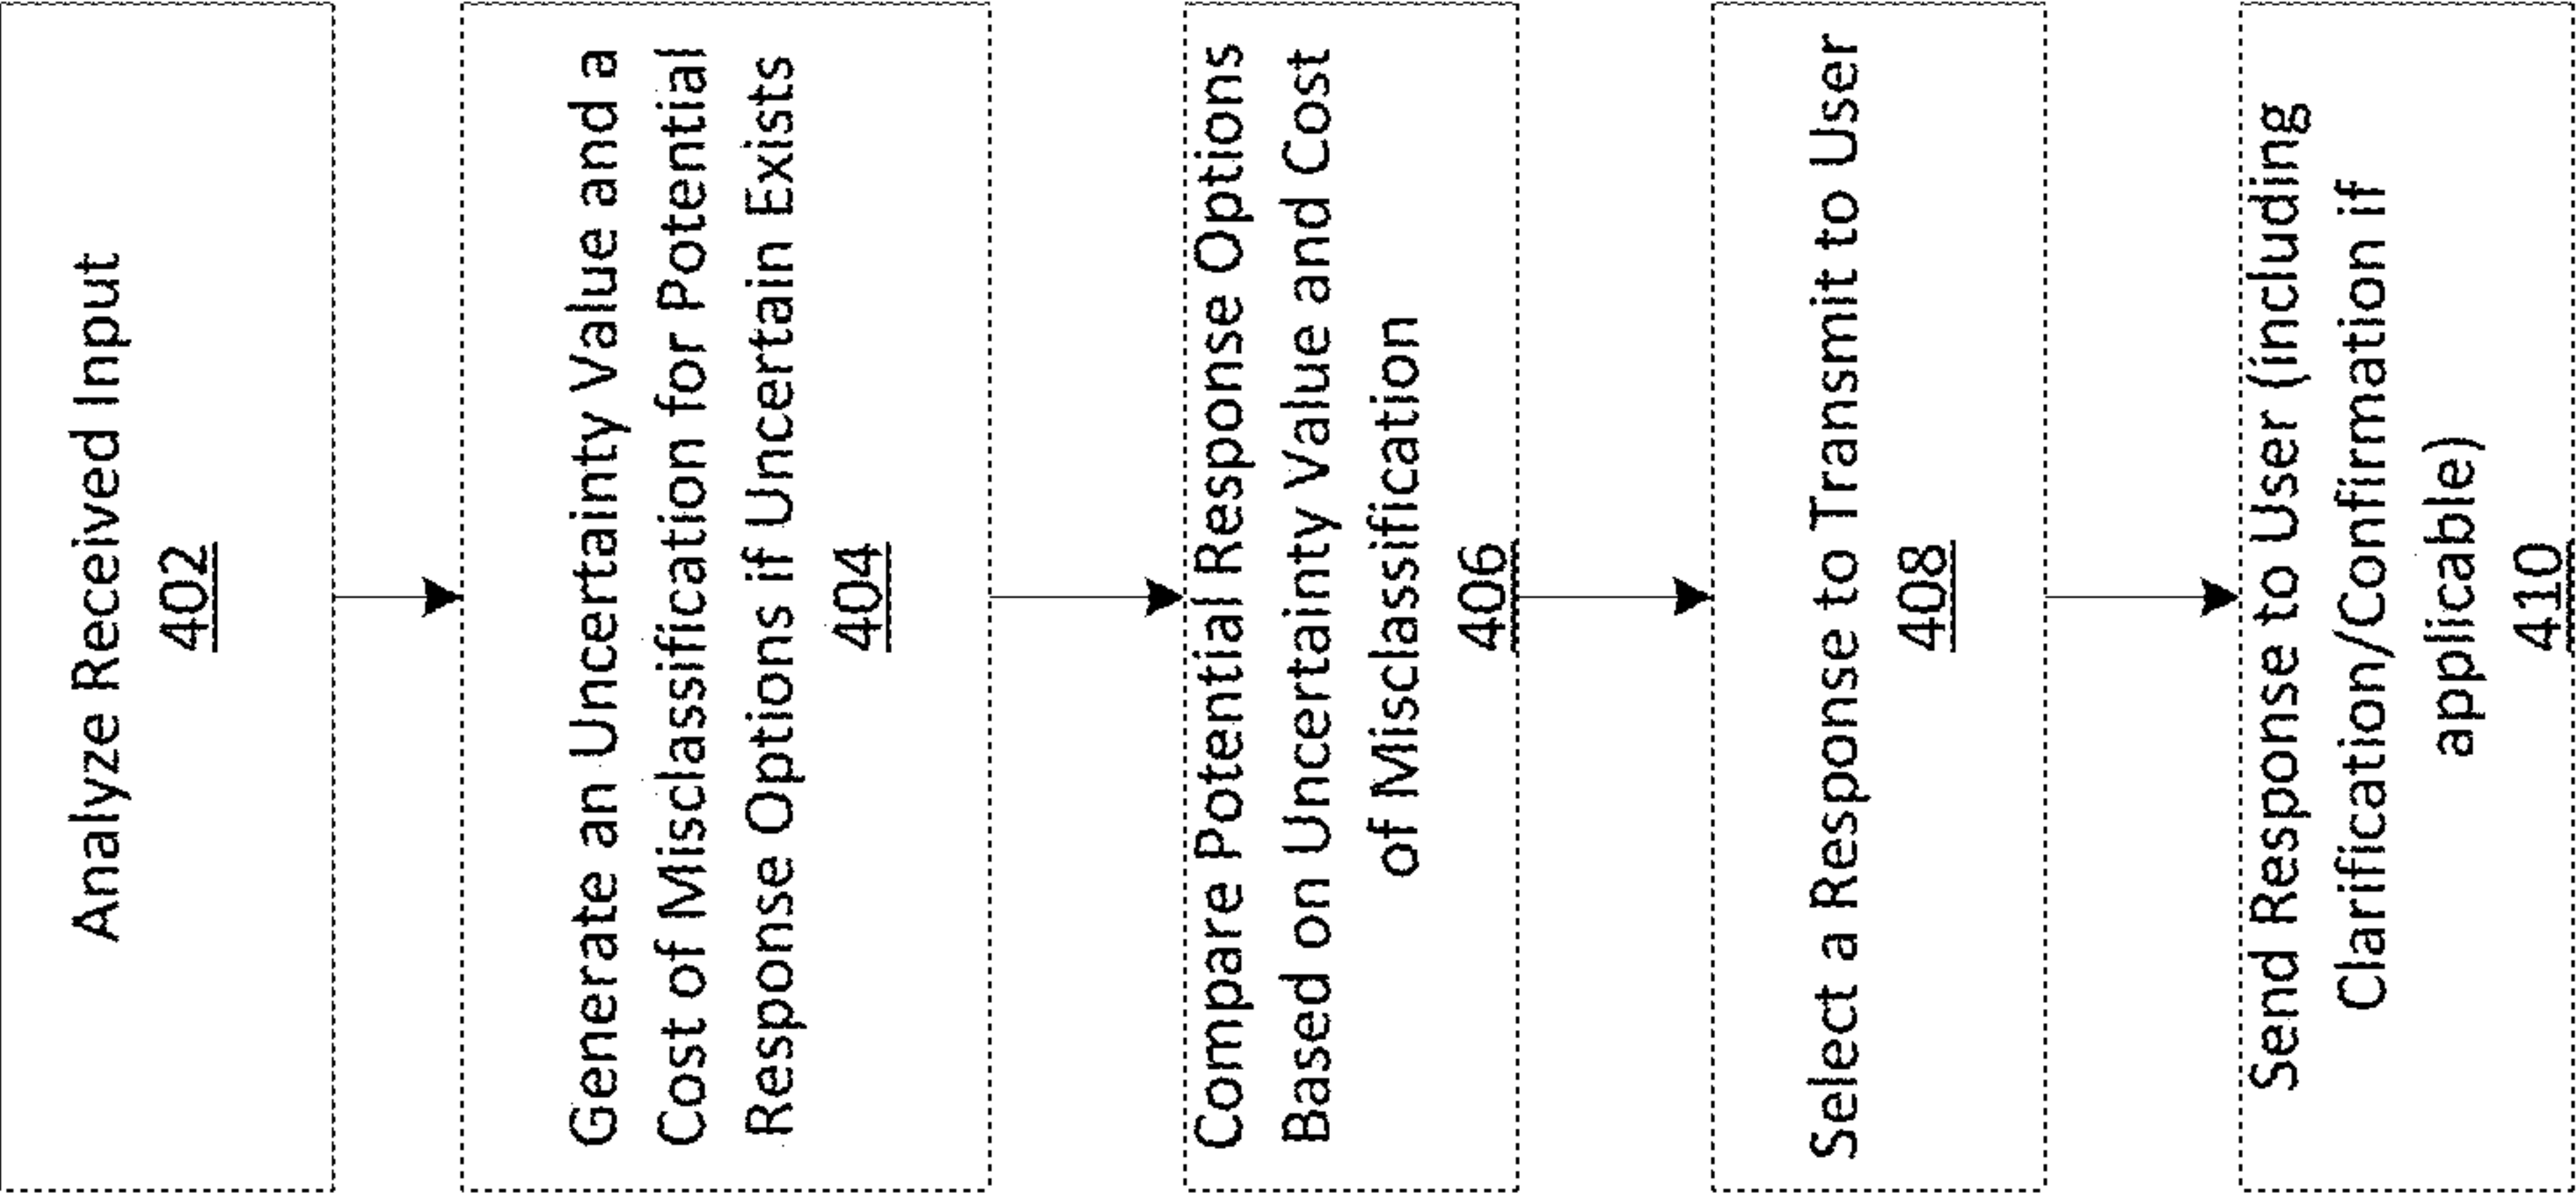 Analyze Received Input
402
Generate an Uncertainty Value and a
Cost of Misclassification for Potential
Response Options if Uncertain Exists
404
Compare Potential Response Options
Based on Uncertainty Value and Cost
of Misclassification
406
Select a Response to Transmit to User
408
Send Response to User (including
Clarification/Confirmation if
applicable)
410